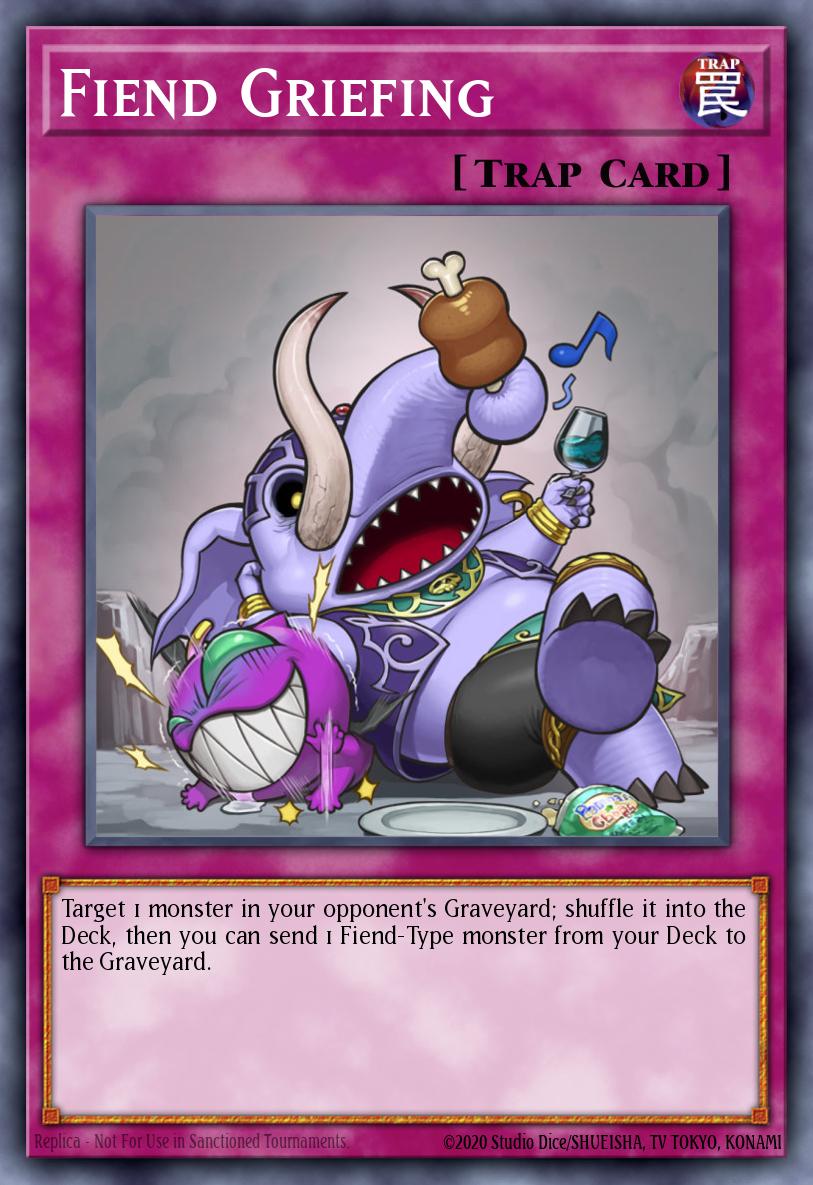 Fiend Griefing
TRAP
罠
[Trap Card]
Target 1 monster in your opponent's Graveyard; shuffle it into the
Deck, then you can send 1 Fiend-Type monster from your Deck to
the Graveyard.
Replica - Not For Use in Sanctioned Tournaments.
©2020 Studio Dice/SHUEISHA, TV TOKYO, KONAMI